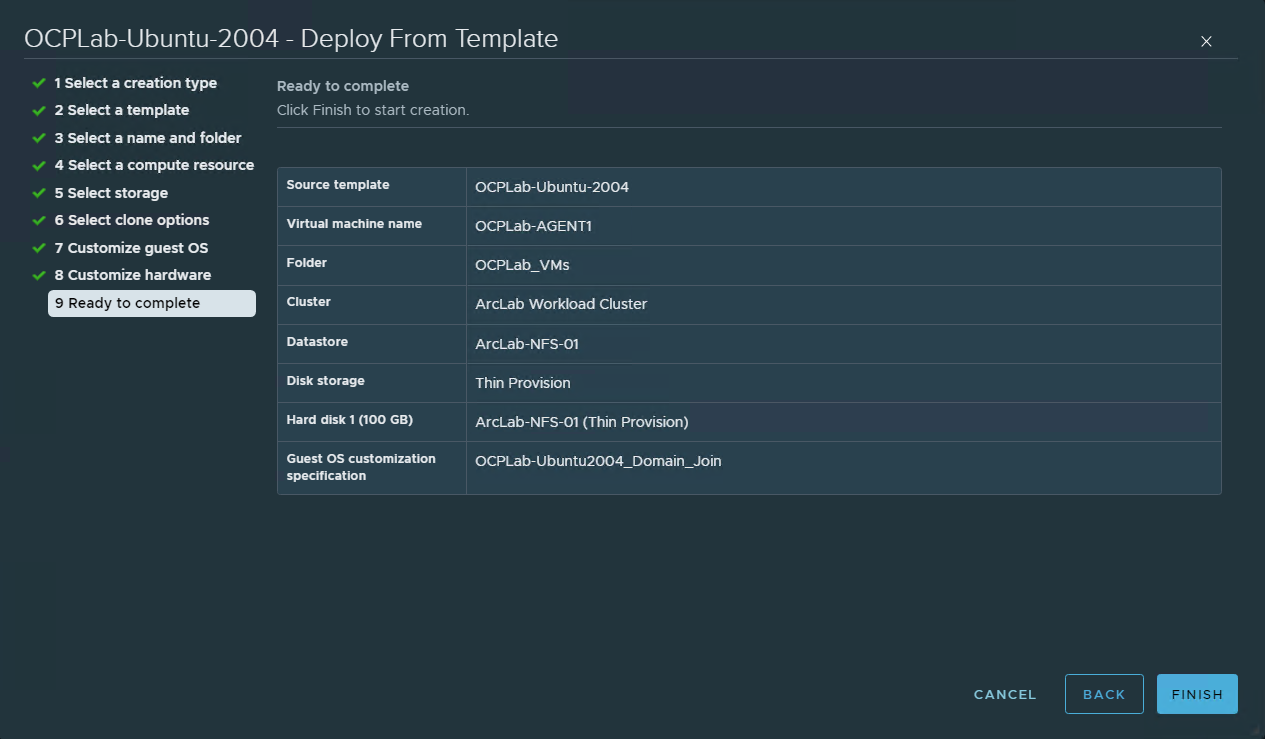 OCPLab-Ubuntu-2004 - Deploy From Template
1 Select a creation type
2 Select a template
3 Select a name and folder
4 Select a compute resource
5 Select storage
6 Select clone options
7 Customize guest OS
8 Customize hardware
9 Ready to complete
Ready to complete
Click Finish to start creation.
Source template OCPLab-Ubuntu-2004
Virtual machine name OCPLab-AGENT1
Folder OCPLab_VMs
Cluster ArcLab Workload Cluster
Datastore ArcLab-NFS-01
Disk storage Thin Provision
Hard disk 1 (100 GB) ArcLab-NFS-01 (Thin Provision)
Guest OS customization OCPLab-Ubuntu2004_Domain_Join
specification
CANCEL BACK FINISH